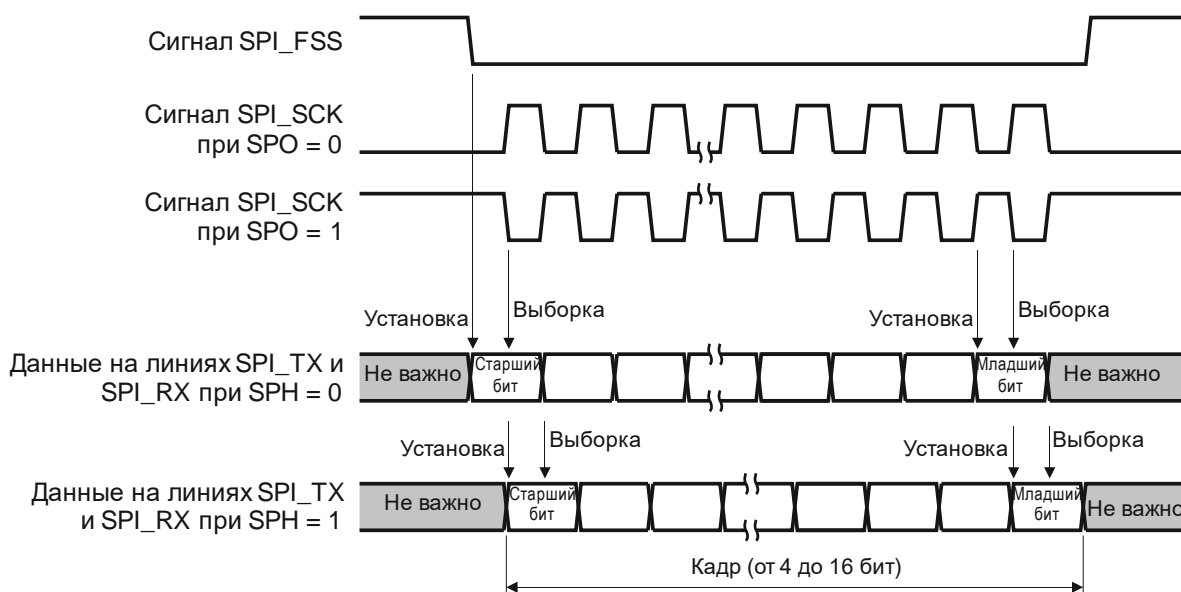 Сигнал SPI_FSS
Сигнал SPI_SCK
при SPO = 0
Сигнал SPI_SCK
при SPO = 1
Установка
Выборка
Установка
Выборка
Данные на линиях SPI_TX и
SPI_RX при SPH = 0
Не важно
Старший
бит
Младший
бит
Не важно
Установка
Выборка
Установка
Выборка
Данные на линиях SPI_TX
и SPI_RX при SPH = 1
Не важно
Старший
бит
Младший
бит
Не важно
Кадр (от 4 до 16 бит)